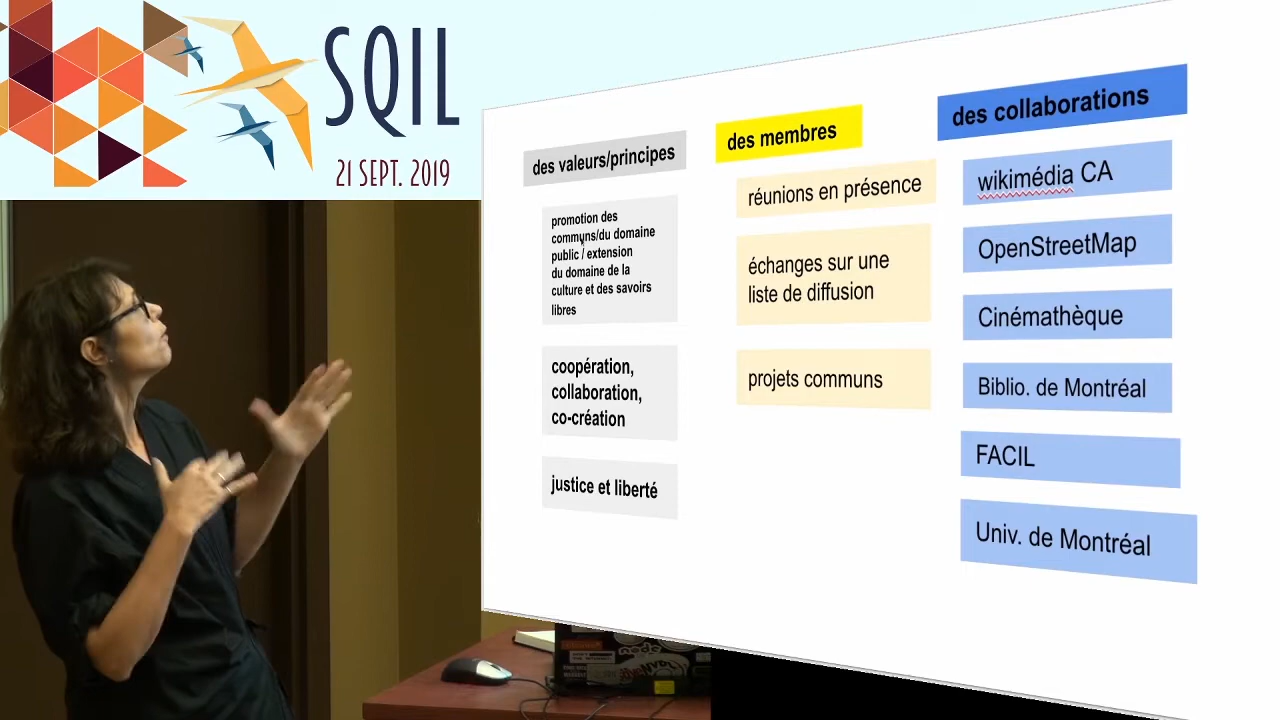 SQIL
21 SEPT. 2019
des valeurs/principes
promotion des
communs/du domaine
public / extension
du domaine de la
culture et des savoirs
libres
coopération,
collaboration,
co-création
justice et liberté
des membres
réunions en présence
échanges sur une
liste de diffusion
projets communs
des collaborations
wikimédia CA
OpenStreetMap
Cinémathèque
Biblio. de Montréal
FACIL
Univ. de Montréal